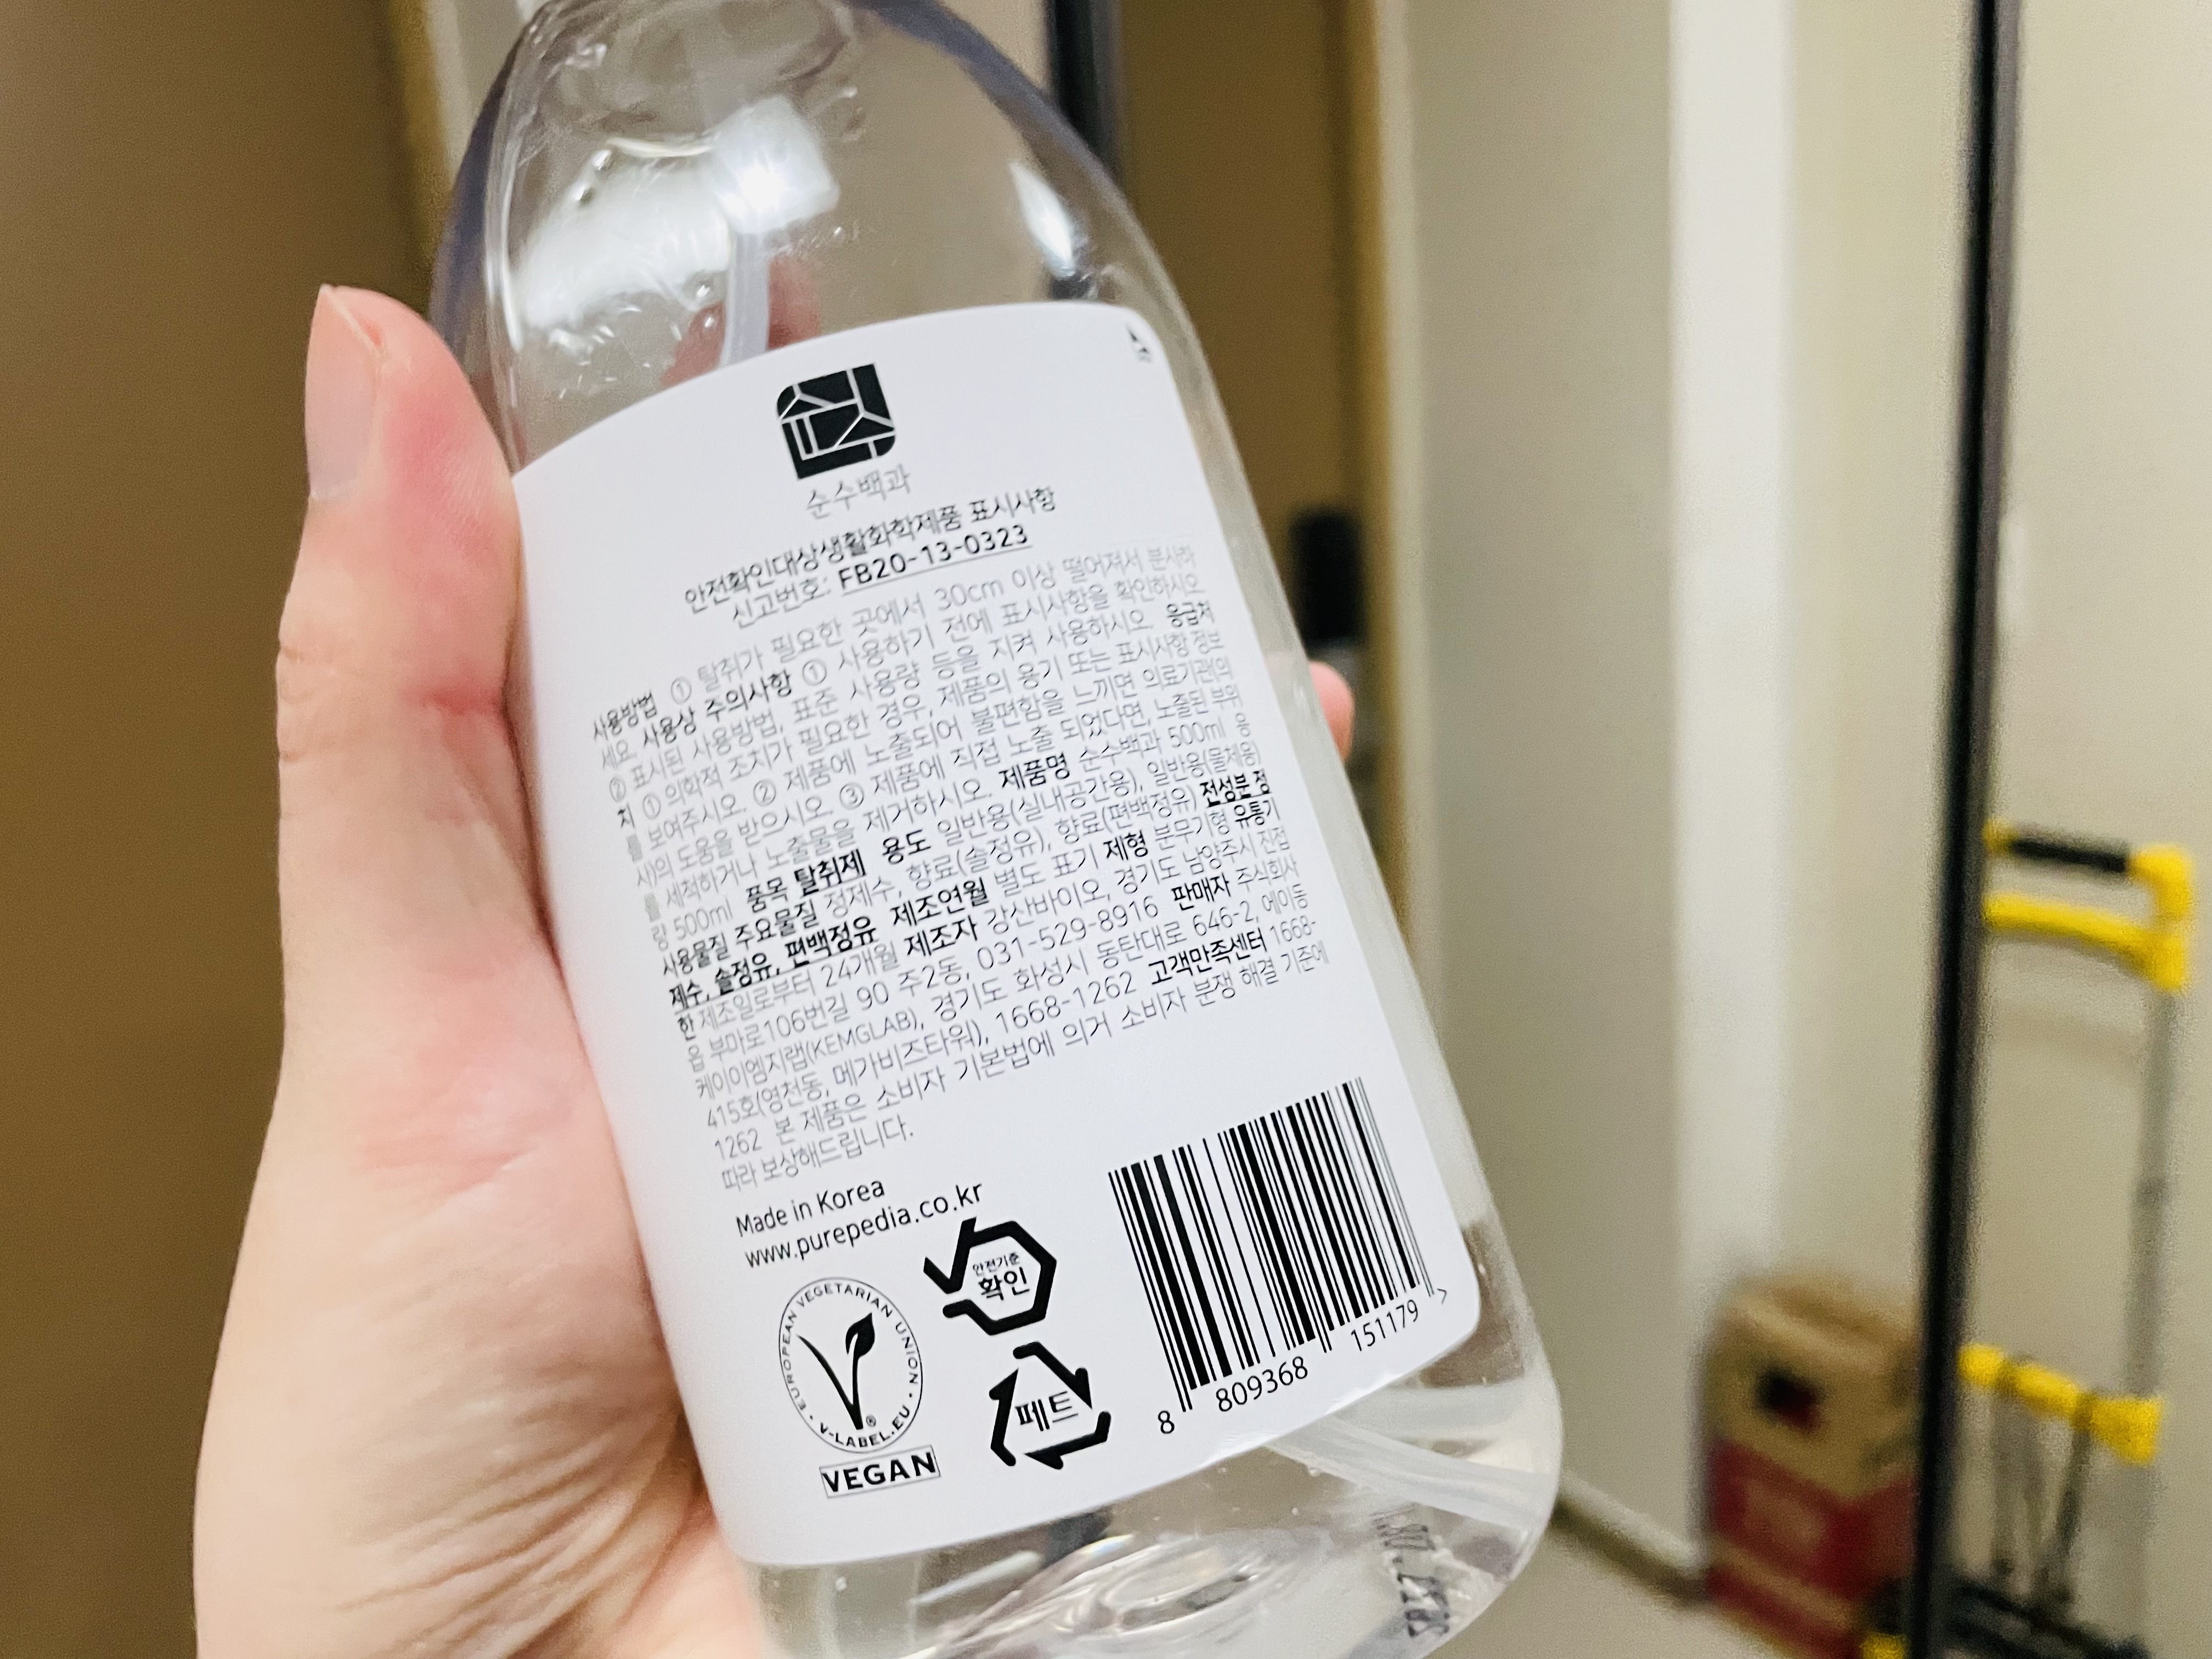 순수백과
안전확인대상생활화학제품 표시사항
신고번호: FB20-13-0323
사용방법 ① 탈취가 필요한 곳에서 30cm 이상 떨어져서 분사하
세요. 사용상 주의사항 ① 사용하기 전에 표시사항을 확인하시오
② 표시된 사용방법, 표준 사용량 등을 지켜 사용하시오. 응급처
치 ① 의학적 조치가 필요한 경우, 제품의 용기 또는 표시사항 정보
를 보여주시오. ② 제품에 노출되어 불편함을 느끼면 의료기관(의
사)의 도움을 받으시오. ③ 제품에 직접 노출 되었다면, 노출된 부위
를 세척하거나 노출물을 제거하시오. 제품명 순수백과 500ml 용
량 500ml 품목 탈취제 용도 일반용(실내공간용), 일반용(물체용)
사용물질 주요물질 정제수, 향료(솔정유), 향료(편백정유) 전성분 정
제수, 솔정유, 편백정유 제조연월 별도 표기 제형 분무기형 유통기
한 제조일로부터 24개월 제조자 강산바이오, 경기도 남양주시 진접
읍 부마로106번길 90 주2동, 031-529-8916 판매자 주식회사
케이이엠지랩(KEMGLAB), 경기도 화성시 동탄대로 646-2, 에이동
415호(영천동, 메가비즈타워), 1668-1262 고객만족센터 1668-
1262 본 제품은 소비자 기본법에 의거 소비자 분쟁 해결 기준에
따라 보상해드립니다.
Made in Korea
www.purepedia.co.kr
안전기준
확인
EUROPEAN VEGETARIAN UNION
V-LABEL.EU
®
VEGAN
페트
8 809368 151179 >